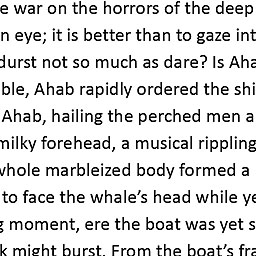 e war on the horrors of the deep
n eye; it is better than to gaze int
durst not so much as dare? Is Aha
ble, Ahab rapidly ordered the shi
Ahab, hailing the perched men a
milky forehead, a musical rippling
whole marbleized body formed a
to face the whale’s head while ye
g moment, ere the boat was yet s
k might burst. From the boat’s fra